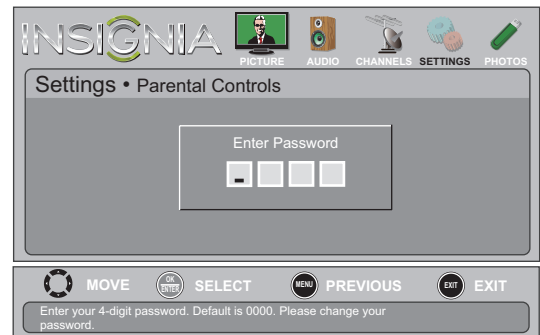 INSIGNIA
PICTURE AUDIO CHANNELS SETTINGS PHOTOS
Settings • Parental Controls
Enter Password
MOVE OK ENTER SELECT MENU PREVIOUS EXIT EXIT
Enter your 4-digit password. Default is 0000. Please change your
password.